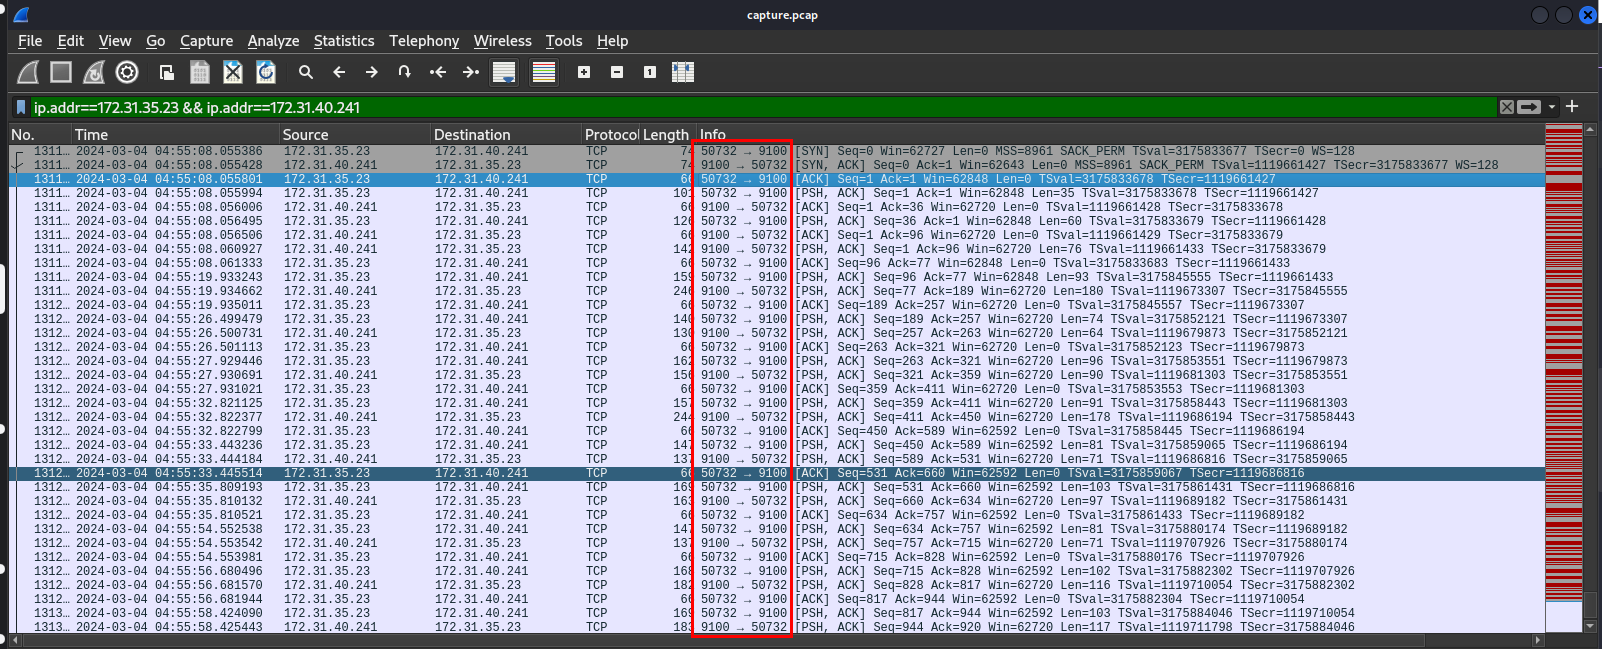 capture.pcap
File Edit View Go Capture Analyze Statistics Telephony Wireless Tools Help
ip.addr==172.31.35.23 && ip.addr==172.31.40.241
No. Time Source Destination Protocol Length Info
1311… 2024-03-04 04:55:08.055386 172.31.35.23 172.31.40.241 TCP 74 50732 → 9100 [SYN] Seq=0 Win=62727 Len=0 MSS=8961 SACK_PERM TSval=3175833677 TSecr=0 WS=128
1311… 2024-03-04 04:55:08.055428 172.31.40.241 172.31.35.23 TCP 74 9100 → 50732 [SYN, ACK] Seq=0 Ack=1 Win=62643 Len=0 MSS=8961 SACK_PERM TSval=1119661427 TSecr=3175833677 WS=128
1311… 2024-03-04 04:55:08.055801 172.31.35.23 172.31.40.241 TCP 66 50732 → 9100 [ACK] Seq=1 Ack=1 Win=62848 Len=0 TSval=3175833678 TSecr=1119661427
1311… 2024-03-04 04:55:08.055994 172.31.35.23 172.31.40.241 TCP 101 50732 → 9100 [PSH, ACK] Seq=1 Ack=1 Win=62848 Len=35 TSval=3175833678 TSecr=1119661427
1311… 2024-03-04 04:55:08.056006 172.31.40.241 172.31.35.23 TCP 66 9100 → 50732 [ACK] Seq=1 Ack=36 Win=62720 Len=0 TSval=1119661428 TSecr=3175833678
1311… 2024-03-04 04:55:08.056495 172.31.35.23 172.31.40.241 TCP 126 50732 → 9100 [PSH, ACK] Seq=36 Ack=1 Win=62848 Len=60 TSval=3175833679 TSecr=1119661428
1311… 2024-03-04 04:55:08.056506 172.31.40.241 172.31.35.23 TCP 66 9100 → 50732 [ACK] Seq=1 Ack=96 Win=62720 Len=0 TSval=1119661429 TSecr=3175833679
1311… 2024-03-04 04:55:08.060927 172.31.40.241 172.31.35.23 TCP 142 9100 → 50732 [PSH, ACK] Seq=1 Ack=96 Win=62720 Len=76 TSval=1119661433 TSecr=3175833679
1311… 2024-03-04 04:55:08.061333 172.31.35.23 172.31.40.241 TCP 66 50732 → 9100 [ACK] Seq=96 Ack=77 Win=62848 Len=0 TSval=3175833683 TSecr=1119661433
1311… 2024-03-04 04:55:19.933243 172.31.35.23 172.31.40.241 TCP 159 50732 → 9100 [PSH, ACK] Seq=96 Ack=77 Win=62848 Len=93 TSval=3175845555 TSecr=1119661433
1311… 2024-03-04 04:55:19.934662 172.31.40.241 172.31.35.23 TCP 246 9100 → 50732 [PSH, ACK] Seq=77 Ack=189 Win=62720 Len=180 TSval=1119673307 TSecr=3175845555
1312… 2024-03-04 04:55:19.935011 172.31.35.23 172.31.40.241 TCP 66 50732 → 9100 [ACK] Seq=189 Ack=257 Win=62720 Len=0 TSval=3175845557 TSecr=1119673307
1312… 2024-03-04 04:55:26.499479 172.31.35.23 172.31.40.241 TCP 140 50732 → 9100 [PSH, ACK] Seq=189 Ack=257 Win=62720 Len=74 TSval=3175852121 TSecr=1119673307
1312… 2024-03-04 04:55:26.500731 172.31.40.241 172.31.35.23 TCP 130 9100 → 50732 [PSH, ACK] Seq=257 Ack=263 Win=62720 Len=64 TSval=1119679873 TSecr=3175852121
1312… 2024-03-04 04:55:26.501113 172.31.35.23 172.31.40.241 TCP 66 50732 → 9100 [ACK] Seq=263 Ack=321 Win=62720 Len=0 TSval=3175852123 TSecr=1119679873
1312… 2024-03-04 04:55:27.929446 172.31.35.23 172.31.40.241 TCP 162 50732 → 9100 [PSH, ACK] Seq=263 Ack=321 Win=62720 Len=96 TSval=3175853551 TSecr=1119679873
1312… 2024-03-04 04:55:27.930691 172.31.40.241 172.31.35.23 TCP 156 9100 → 50732 [PSH, ACK] Seq=321 Ack=359 Win=62720 Len=90 TSval=1119681303 TSecr=3175853551
1312… 2024-03-04 04:55:27.931021 172.31.35.23 172.31.40.241 TCP 66 50732 → 9100 [ACK] Seq=359 Ack=411 Win=62720 Len=0 TSval=3175853553 TSecr=1119681303
1312… 2024-03-04 04:55:32.821125 172.31.35.23 172.31.40.241 TCP 157 50732 → 9100 [PSH, ACK] Seq=359 Ack=411 Win=62720 Len=91 TSval=3175858443 TSecr=1119681303
1312… 2024-03-04 04:55:32.822377 172.31.40.241 172.31.35.23 TCP 244 9100 → 50732 [PSH, ACK] Seq=411 Ack=450 Win=62720 Len=178 TSval=1119686194 TSecr=3175858443
1312… 2024-03-04 04:55:32.822799 172.31.35.23 172.31.40.241 TCP 66 50732 → 9100 [ACK] Seq=450 Ack=589 Win=62592 Len=0 TSval=3175858445 TSecr=1119686194
1312… 2024-03-04 04:55:33.443236 172.31.35.23 172.31.40.241 TCP 147 50732 → 9100 [PSH, ACK] Seq=450 Ack=589 Win=62592 Len=81 TSval=3175859065 TSecr=1119686194
1312… 2024-03-04 04:55:33.444184 172.31.40.241 172.31.35.23 TCP 137 9100 → 50732 [PSH, ACK] Seq=589 Ack=531 Win=62720 Len=71 TSval=1119686816 TSecr=3175859065
1312… 2024-03-04 04:55:33.445514 172.31.35.23 172.31.40.241 TCP 66 50732 → 9100 [ACK] Seq=531 Ack=660 Win=62592 Len=0 TSval=3175859067 TSecr=1119686816
1312… 2024-03-04 04:55:35.809193 172.31.35.23 172.31.40.241 TCP 169 50732 → 9100 [PSH, ACK] Seq=531 Ack=660 Win=62592 Len=103 TSval=3175861431 TSecr=1119686816
1312… 2024-03-04 04:55:35.810132 172.31.40.241 172.31.35.23 TCP 163 9100 → 50732 [PSH, ACK] Seq=660 Ack=634 Win=62720 Len=97 TSval=1119689182 TSecr=3175861431
1312… 2024-03-04 04:55:35.810521 172.31.35.23 172.31.40.241 TCP 66 50732 → 9100 [ACK] Seq=634 Ack=757 Win=62592 Len=0 TSval=3175861433 TSecr=1119689182
1312… 2024-03-04 04:55:54.552538 172.31.35.23 172.31.40.241 TCP 147 50732 → 9100 [PSH, ACK] Seq=634 Ack=757 Win=62592 Len=81 TSval=3175880174 TSecr=1119689182
1312… 2024-03-04 04:55:54.553542 172.31.40.241 172.31.35.23 TCP 137 9100 → 50732 [PSH, ACK] Seq=757 Ack=715 Win=62720 Len=71 TSval=1119707926 TSecr=3175880174
1312… 2024-03-04 04:55:54.553981 172.31.35.23 172.31.40.241 TCP 66 50732 → 9100 [ACK] Seq=715 Ack=828 Win=62592 Len=0 TSval=3175880176 TSecr=1119707926
1312… 2024-03-04 04:55:56.680496 172.31.35.23 172.31.40.241 TCP 168 50732 → 9100 [PSH, ACK] Seq=715 Ack=828 Win=62592 Len=102 TSval=3175882302 TSecr=1119707926
1312… 2024-03-04 04:55:56.681570 172.31.40.241 172.31.35.23 TCP 182 9100 → 50732 [PSH, ACK] Seq=828 Ack=817 Win=62720 Len=116 TSval=1119710054 TSecr=3175882302
1312… 2024-03-04 04:55:56.681944 172.31.35.23 172.31.40.241 TCP 66 50732 → 9100 [ACK] Seq=817 Ack=944 Win=62592 Len=0 TSval=3175882304 TSecr=1119710054
1313… 2024-03-04 04:55:58.424090 172.31.35.23 172.31.40.241 TCP 169 50732 → 9100 [PSH, ACK] Seq=817 Ack=944 Win=62592 Len=103 TSval=3175884046 TSecr=1119710054
1313… 2024-03-04 04:55:58.425443 172.31.40.241 172.31.35.23 TCP 183 9100 → 50732 [PSH, ACK] Seq=944 Ack=920 Win=62720 Len=117 TSval=1119711798 TSecr=3175884046